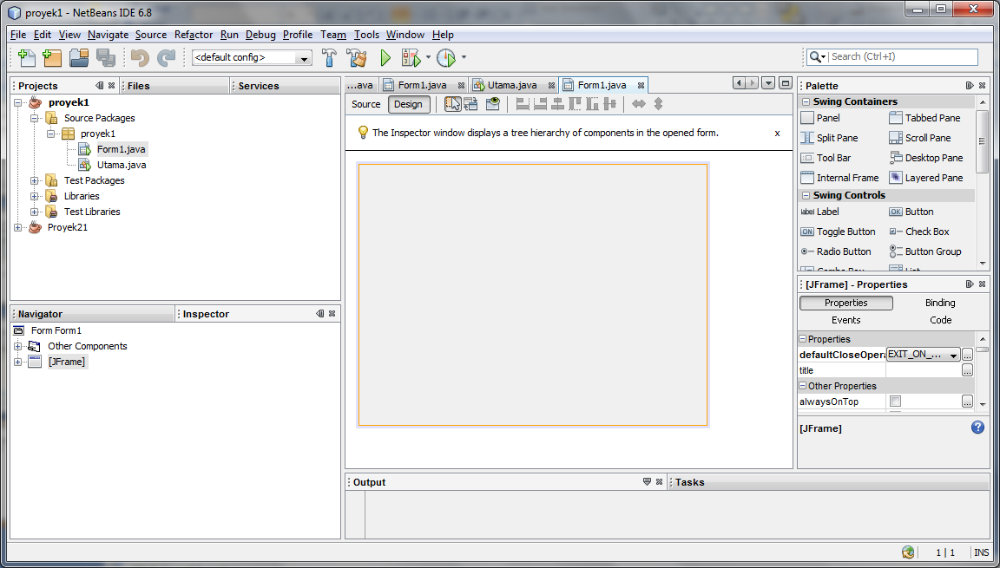 proyek1 - NetBeans IDE 6.8
File Edit View Navigate Source Refactor Run Debug Profile Team Tools Window Help
<default config>
Search (Ctrl+I)
Projects
Files
Services
proyek1
Source Packages
proyek1
Form1.java
Utama.java
Test Packages
Libraries
Test Libraries
Proyek21
Navigator
Inspector
Form Form1
Other Components
[JFrame]
...ava
Form1.java
Utama.java
Form1.java
Source
Design
The Inspector window displays a tree hierarchy of components in the opened form.
x
Output
Tasks
Palette
Swing Containers
Panel
Tabbed Pane
Split Pane
Scroll Pane
Tool Bar
Desktop Pane
Internal Frame
Layered Pane
Swing Controls
label Label
OK Button
ON Toggle Button
Check Box
Radio Button
Button Group
Combo Box
List
[JFrame] - Properties
Properties
Binding
Events
Code
Properties
defaultCloseOpera
EXIT_ON_...
...
title
...
Other Properties
alwaysOnTop
...
[JFrame]
1 | 1
INS